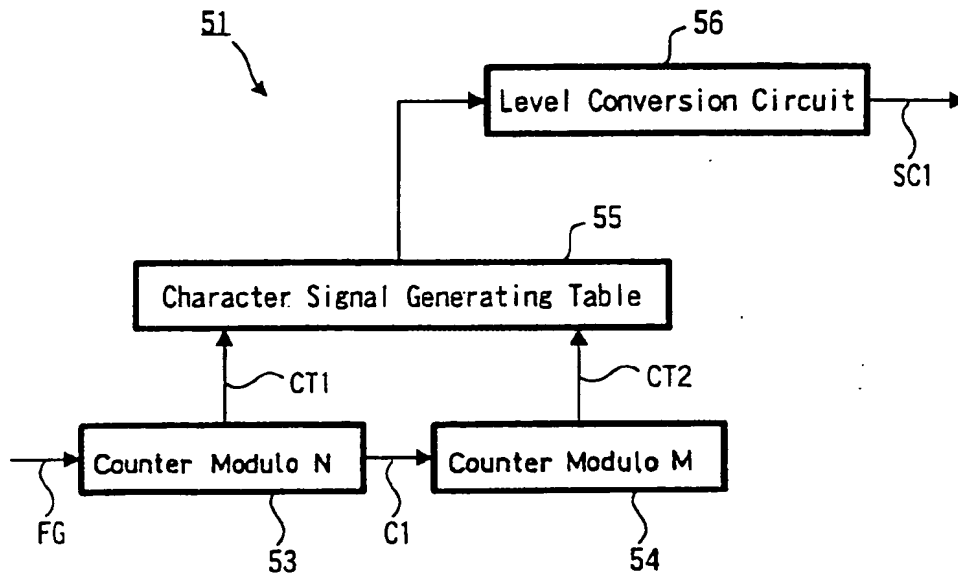 51
56
Level Conversion Circuit
SC1
55
Character Signal Generating Table
CT1
CT2
Counter Modulo N
Counter Modulo M
FG
53
C1
54